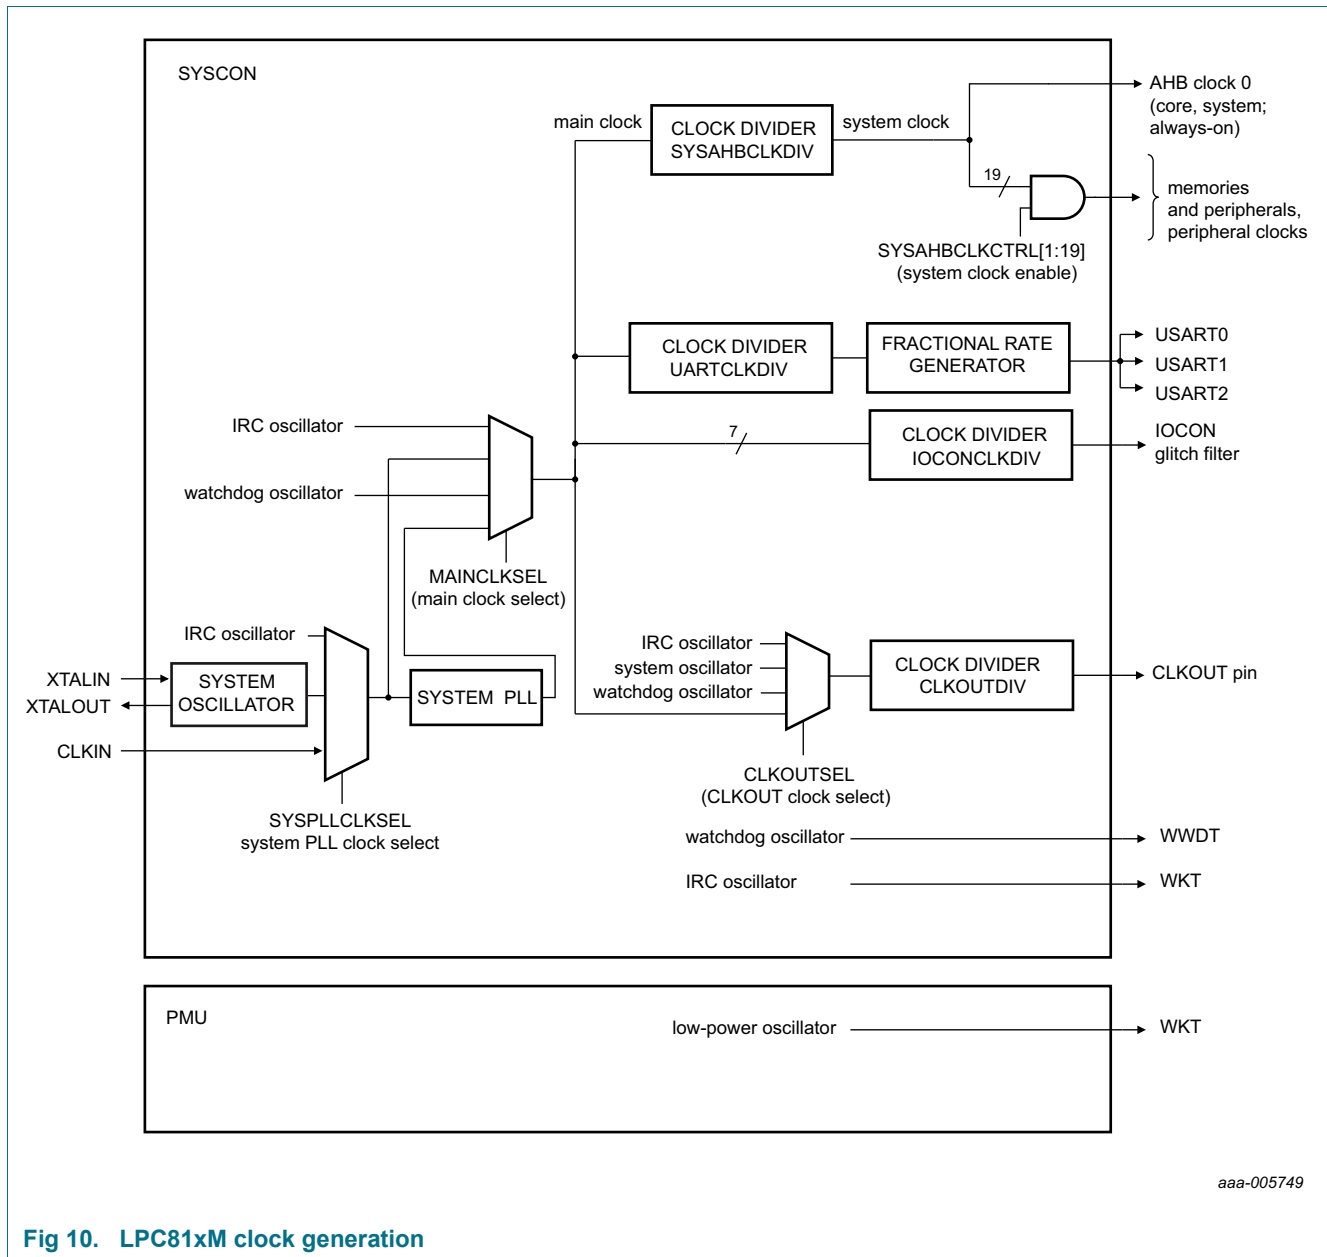 SYSCON
AHB clock 0
(core, system;
always-on)
main clock
CLOCK DIVIDER
SYSAHBCLKDIV
system clock
19
memories
and peripherals,
peripheral clocks
SYSAHBCLKCTRL[1:19]
(system clock enable)
CLOCK DIVIDER
UARTCLKDIV
FRACTIONAL RATE
GENERATOR
USART0
USART1
USART2
IRC oscillator
7
CLOCK DIVIDER
IOCONCLKDIV
IOCON
glitch filter
watchdog oscillator
MAINCLKSEL
(main clock select)
IRC oscillator
XTALIN
XTALOUT
SYSTEM
OSCILLATOR
SYSTEM PLL
CLKIN
SYSPLLCLKSEL
system PLL clock select
IRC oscillator
system oscillator
watchdog oscillator
CLOCK DIVIDER
CLKOUTDIV
CLKOUT pin
CLKOUTSEL
(CLKOUT clock select)
watchdog oscillator
WWDT
IRC oscillator
WKT
PMU
low-power oscillator
WKT
aaa-005749
Fig 10. LPC81xM clock generation